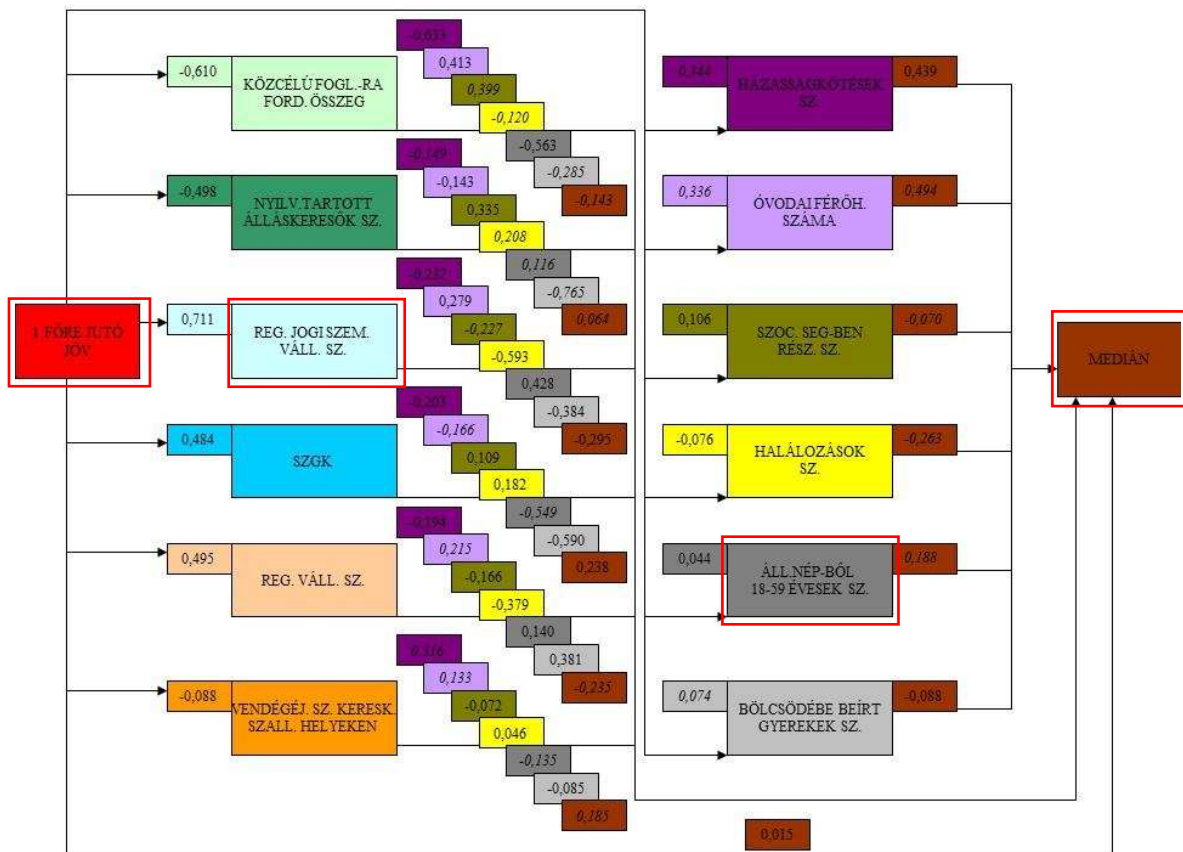 -0,610
KÖZCÉLÚ FOGL.-RA
FORD. ÖSSZEG
-0,633
0,413
0,399
-0,120
-0,563
-0,285
-0,143
0,344
HÁZASSÁGKÖTÉSEK
SZ.
0,439
-0,498
NYILV.TARTOTT
ÁLLÁSKERESŐK SZ.
-0,149
-0,143
0,335
0,208
0,116
-0,765
0,064
0,336
ÓVODAI FÉRŐH.
SZÁMA
0,494
1 FŐRE JUTÓ
JÖV.
0,711
REG. JOGI SZEM.
VÁLL. SZ.
-0,232
0,279
-0,227
-0,593
0,428
-0,384
-0,295
0,106
SZOC. SEG-BEN
RÉSZ. SZ.
-0,070
MEDIÁN
0,484
SZGK
-0,203
-0,166
0,109
0,182
-0,549
-0,590
0,238
-0,076
HALÁLOZÁSOK
SZ.
-0,263
0,495
REG. VÁLL. SZ.
-0,194
0,215
-0,166
-0,379
0,140
0,381
-0,235
0,044
ÁLL.NÉP-BŐL
18-59 ÉVESEK SZ.
0,188
-0,088
VENDÉGÉJ. SZ. KERESK.
SZALL. HELYEKEN
0,316
0,133
-0,072
0,046
-0,135
-0,085
0,185
0,074
BÖLCSÖDÉBE BEÍRT
GYEREKEK SZ.
-0,088
0,015